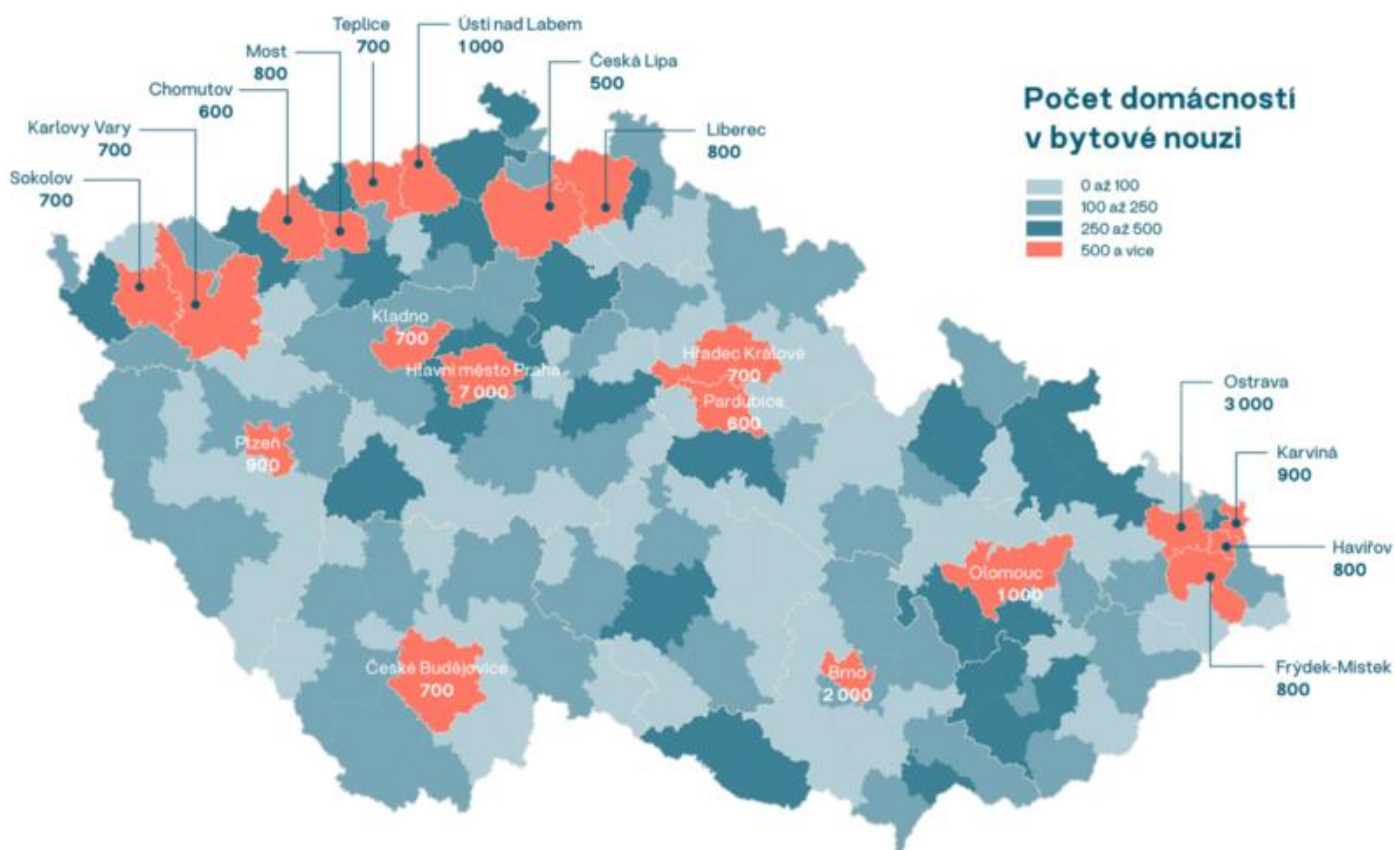 Teplice
700
Ústí nad Labem
1 000
Most
800
Česká Lípa
500
Chomutov
600
Liberec
800
Karlovy Vary
700
Sokolov
700
Počet domácností
v bytové nouzi
0 až 100
100 až 250
250 až 500
500 a více
Kladno
700
Hlavní město Praha
7 000
Hradec Králové
700
Pardubice
600
Plzeň
900
Ostrava
3 000
Karviná
900
Havířov
800
Frýdek-Místek
800
Olomouc
1 000
České Budějovice
700
Brno
2 000